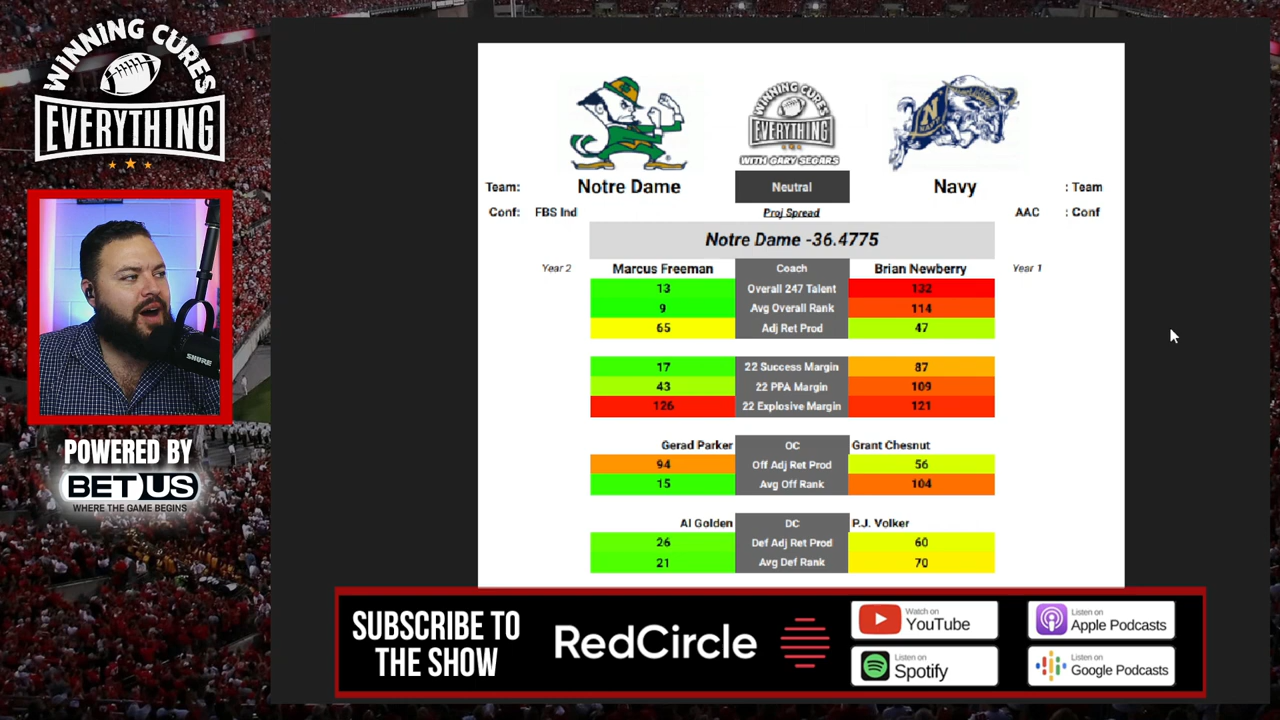 WINNING CURES
EVERYTHING
SHURE
POWERED BY
BETUS
WHERE THE GAME BEGINS
WINNING CURES
EVERYTHING
WITH GARY SEGARS
N
NAVY
Team: Notre Dame Neutral Navy : Team
Conf: FBS Ind Proj Spread AAC : Conf
Notre Dame -36.4775
Year 2 Marcus Freeman Coach Brian Newberry Year 1
13 Overall 247 Talent 132
9 Avg Overall Rank 114
65 Adj Ret Prod 47
17 22 Success Margin 87
43 22 PPA Margin 109
126 22 Explosive Margin 121
Gerad Parker OC Grant Chesnut
94 Off Adj Ret Prod 56
15 Avg Off Rank 104
Al Golden DC P.J. Volker
26 Def Adj Ret Prod 60
21 Avg Def Rank 70
SUBSCRIBE TO
THE SHOW
RedCircle
Watch on
YouTube
Listen on
Apple Podcasts
Listen on
Spotify
Listen on
Google Podcasts